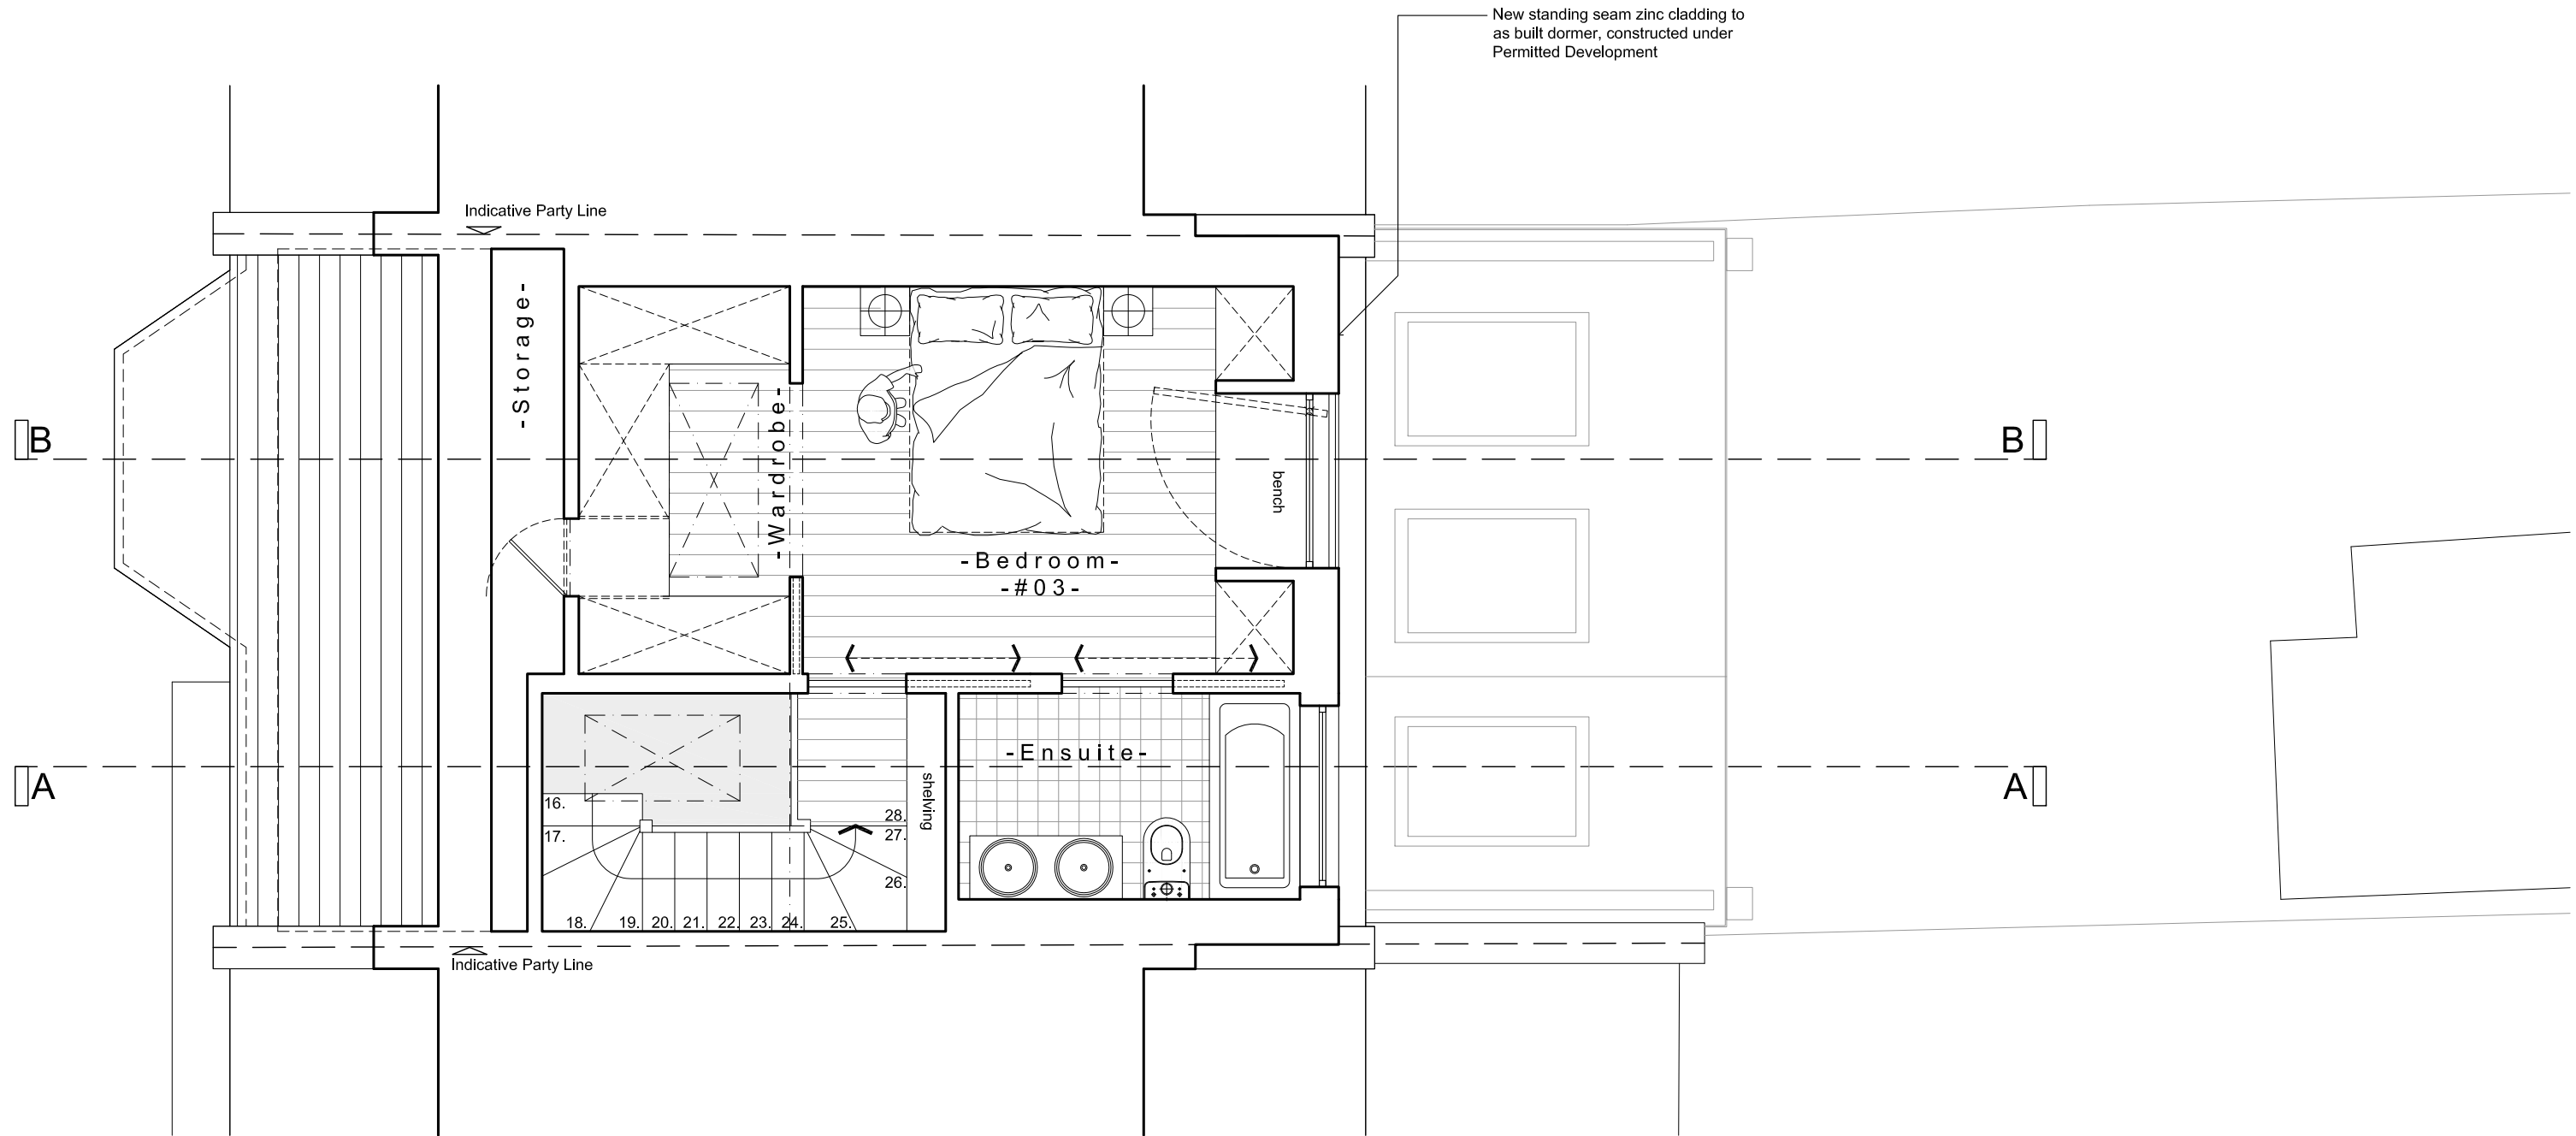 New standing seam zinc cladding to
as built dormer, constructed under
Permitted Development
Indicative Party Line
-Storage-
-Wardrobe-
B
B
bench
-Bedroom-
-#03-
-Ensuite-
A
A
shelving
16.
17.
18.
19.
20.
21.
22.
23.
24.
25.
26.
27.
28.
Indicative Party Line